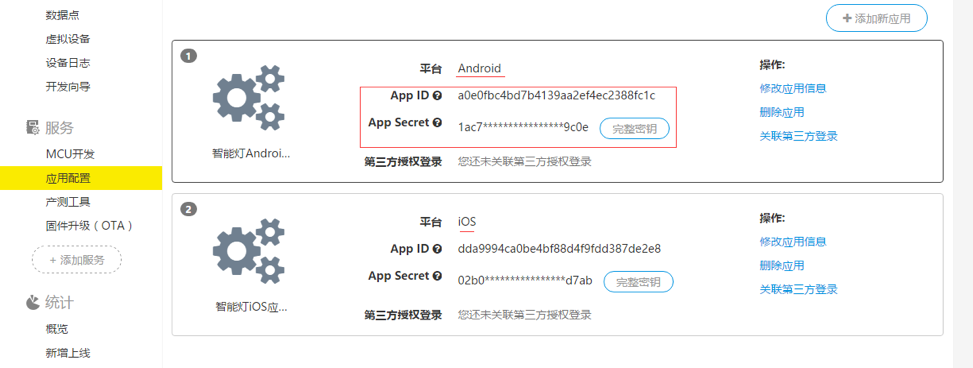 数据点
虚拟设备
设备日志
开发向导
服务
MCU开发
应用配置
产测工具
固件升级（OTA）
+ 添加服务
统计
概览
新增上线
添加新应用
1
智能灯Androi...
平台 Android
App ID a0e0fbc4bd7b4139aa2ef4ec2388fc1c
App Secret 1ac7****************9c0e 完整密钥
第三方授权登录 您还未关联第三方授权登录
操作:
修改应用信息
删除应用
关联第三方登录
2
智能灯iOS应...
平台 iOS
App ID dda9994ca0be4bf88d4f9fdd387de2e8
App Secret 02b0****************d7ab 完整密钥
第三方授权登录 您还未关联第三方授权登录
操作:
修改应用信息
删除应用
关联第三方登录